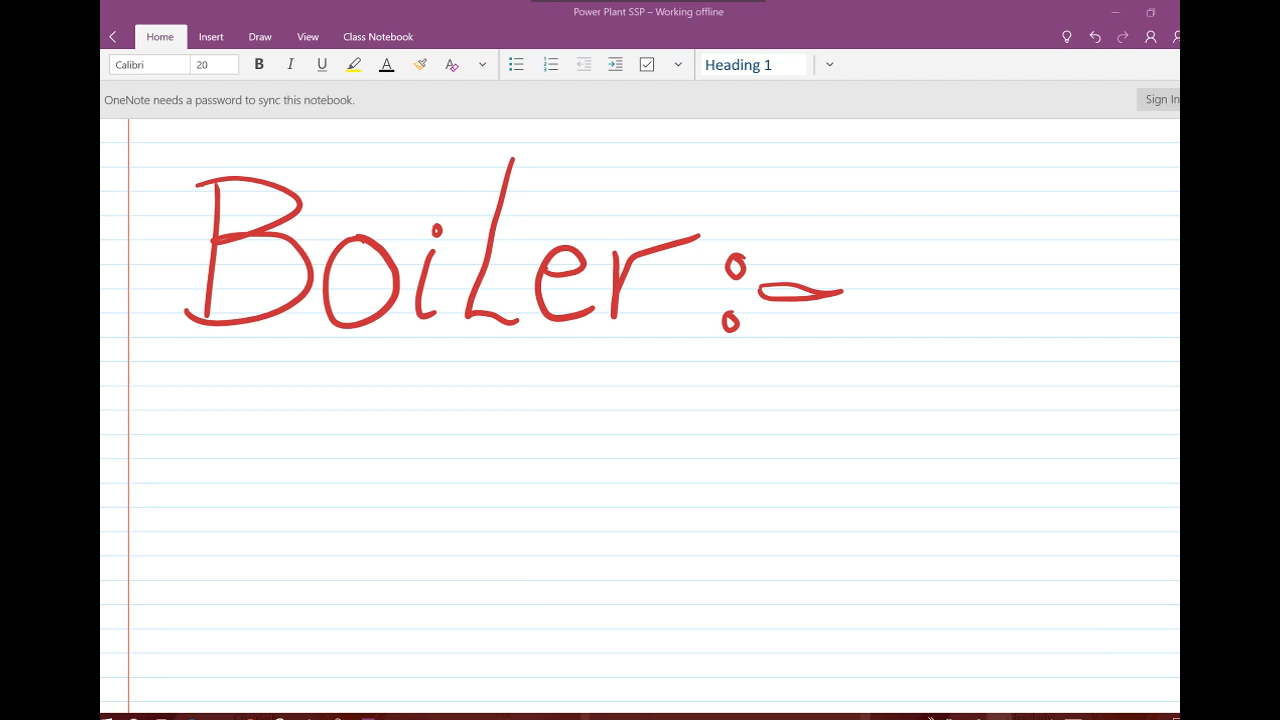 Power Plant SSP – Working offline
Home Insert Draw View Class Notebook
Calibri 20 B I U A A Heading 1
OneNote needs a password to sync this notebook. Sign In
Boiler :-